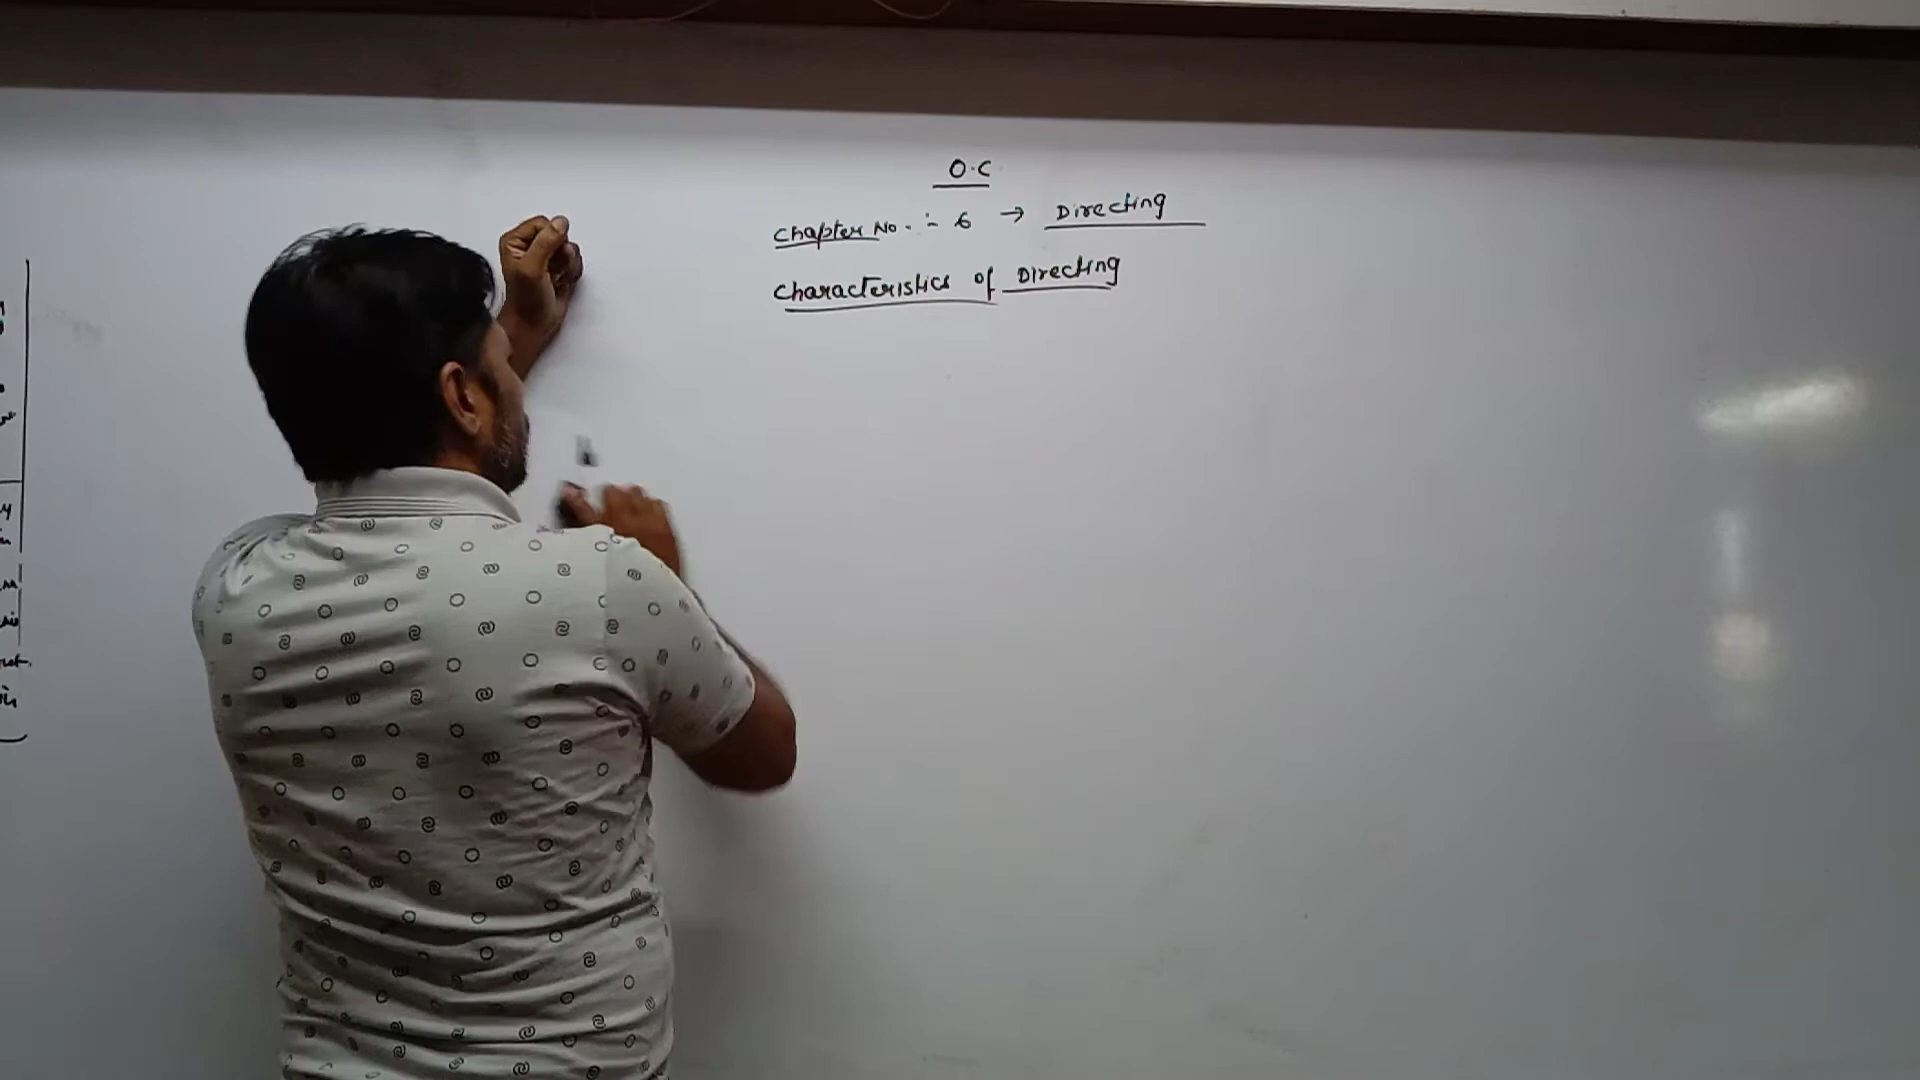 O.C
Chapter No. :- 6 → Directing
Characteristics of Directing